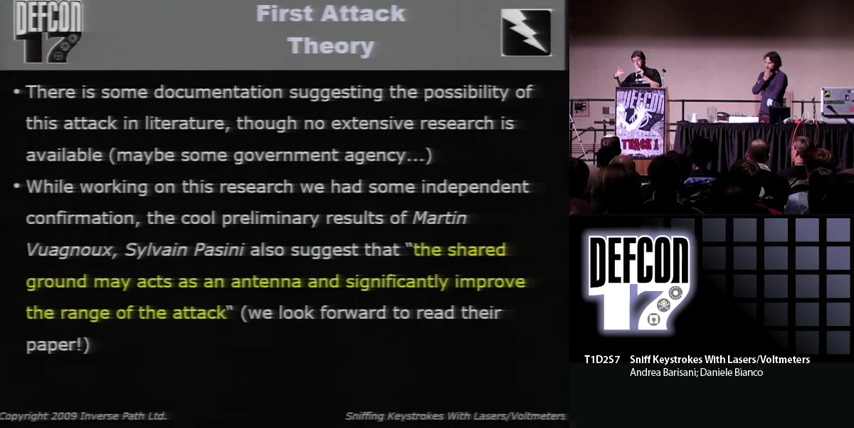 DEFCON
17
First Attack
Theory
• There is some documentation suggesting the possibility of
this attack in literature, though no extensive research is
available (maybe some government agency...)
• While working on this research we had some independent
confirmation, the cool preliminary results of Martin
Vuagnoux, Sylvain Pasini also suggest that “the shared
ground may acts as an antenna and significantly improve
the range of the attack“ (we look forward to read their
paper!)
Copyright 2009 Inverse Path Ltd.
Sniffing Keystrokes With Lasers/Voltmeters
DEFCON
TRACK 1
DEFCON
17
T1D2S7 Sniff Keystrokes With Lasers/Voltmeters
Andrea Barisani; Daniele Bianco